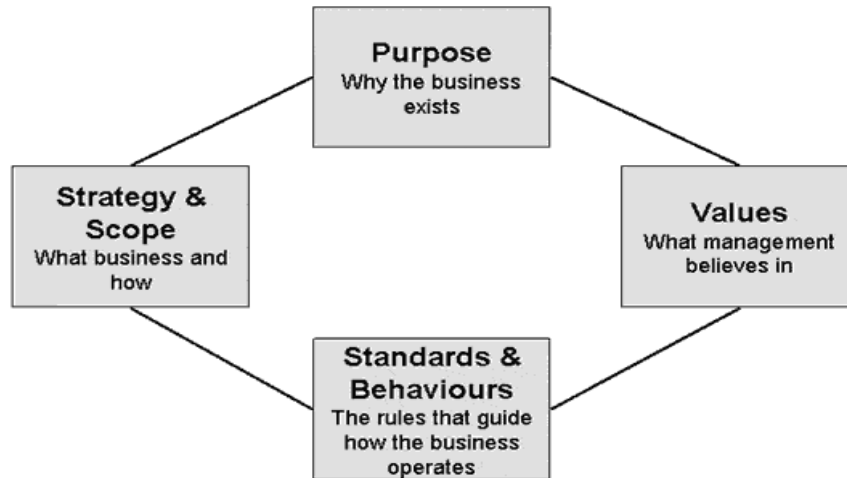 Purpose
Why the business
exists
Strategy &
Scope
What business and
how
Values
What management
believes in
Standards &
Behaviours
The rules that guide
how the business
operates